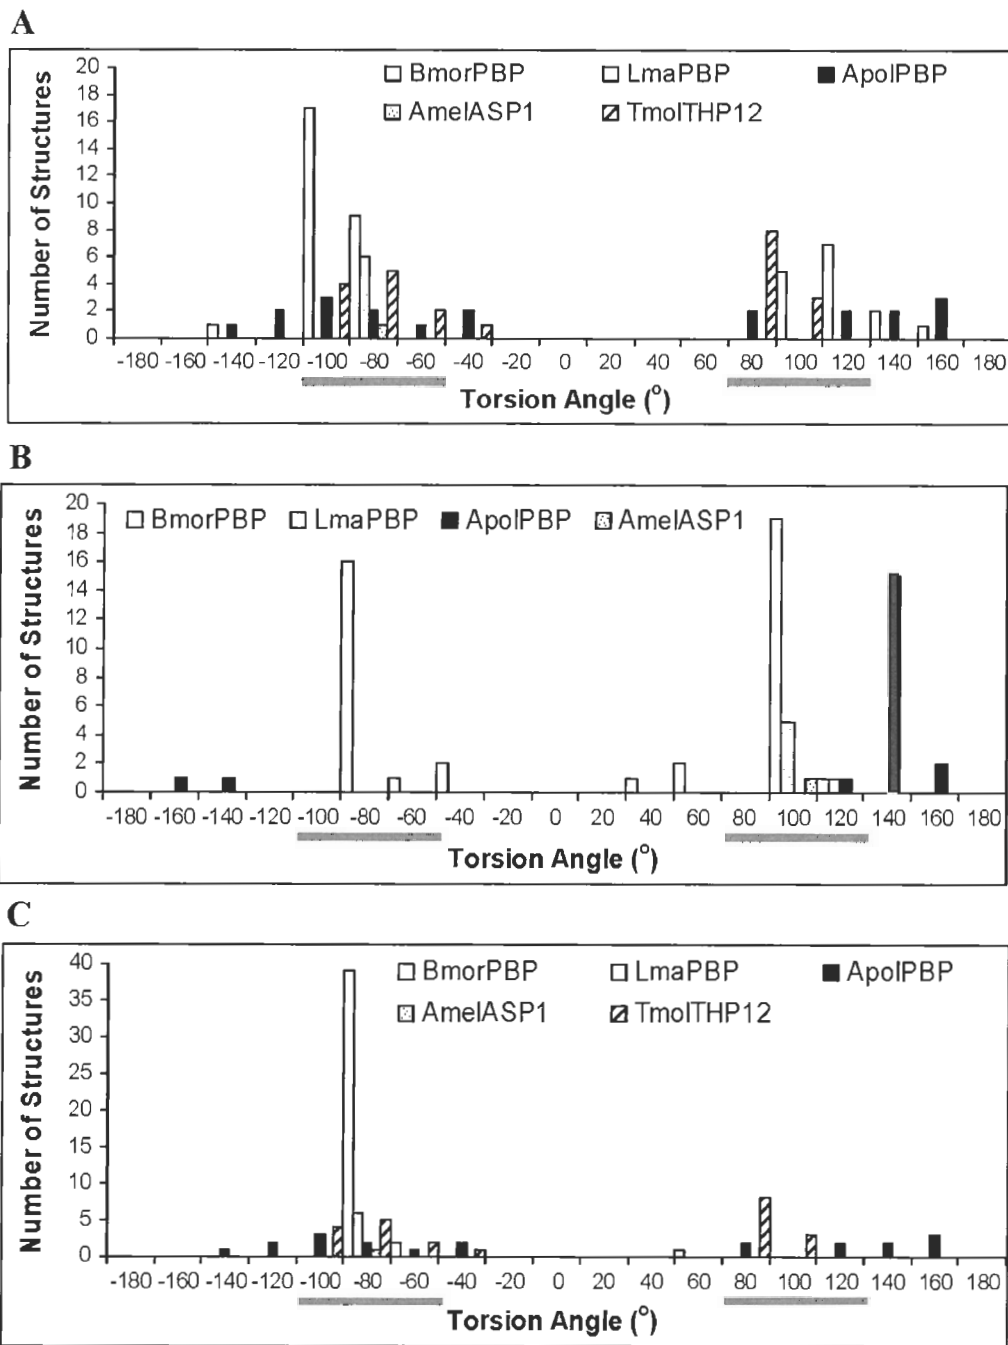 A
Number of Structures
20
18
16
14
12
10
8
6
4
2
0
BmorPBP LmaPBP ApolPBP
AmelASP1 TmolTHP12
-180 -160 -140 -120 -100 -80 -60 -40 -20 0 20 40 60 80 100 120 140 160 180
Torsion Angle (°)
B
Number of Structures
20
18
16
14
12
10
8
6
4
2
0
BmorPBP LmaPBP ApolPBP AmelASP1
-180 -160 -140 -120 -100 -80 -60 -40 -20 0 20 40 60 80 100 120 140 160 180
Torsion Angle (°)
C
Number of Structures
40
35
30
25
20
15
10
5
0
BmorPBP LmaPBP ApolPBP
AmelASP1 TmolTHP12
-180 -160 -140 -120 -100 -80 -60 -40 -20 0 20 40 60 80 100 120 140 160 180
Torsion Angle (°)